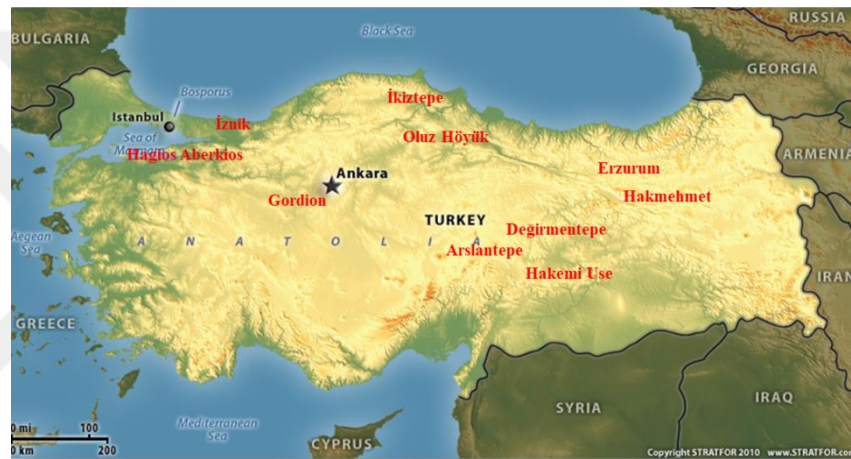 RUSSIA
BULGARIA
Black Sea
GEORGIA
Bosporus
İkiztepe
Istanbul
İznik
Oluz Höyük
Sea of
Marmara
Hagios Aberkios
ARMENIA
Erzurum
Ankara
Hakmehmet
Gordion
TURKEY
Değirmentepe
Aegean
Sea
ANATOLIA
Arslantepe
Hakemi Use
IRAN
GREECE
SYRIA
IRAQ
Mediterranean
Sea
CYPRUS
0 mi 100
0 km 200
Copyright STRATFOR 2010 www.STRATFOR.com